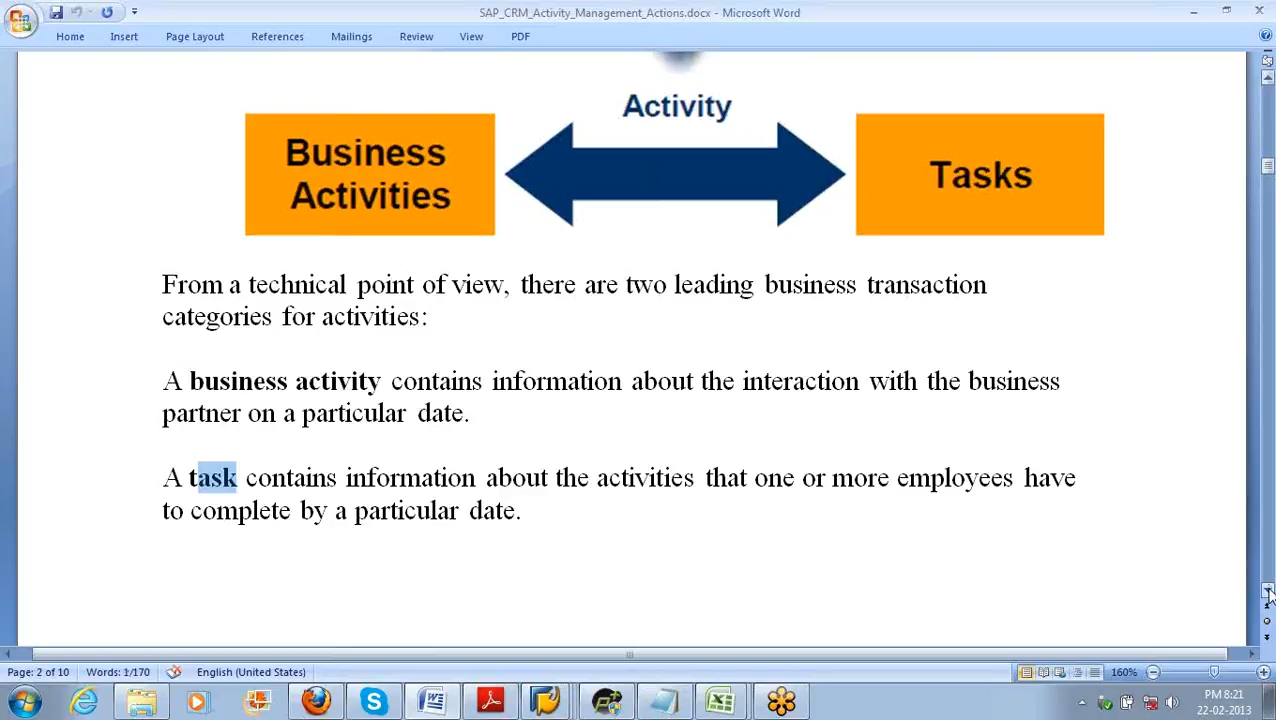 SAP_CRM_Activity_Management_Actions.docx - Microsoft Word
Home Insert Page Layout References Mailings Review View PDF
Activity
Business
Activities
Tasks
From a technical point of view, there are two leading business transaction
categories for activities:
A business activity contains information about the interaction with the business
partner on a particular date.
A task contains information about the activities that one or more employees have
to complete by a particular date.
Page: 2 of 10 Words: 1/170 English (United States) 160%
PM 8:21
22-02-2013